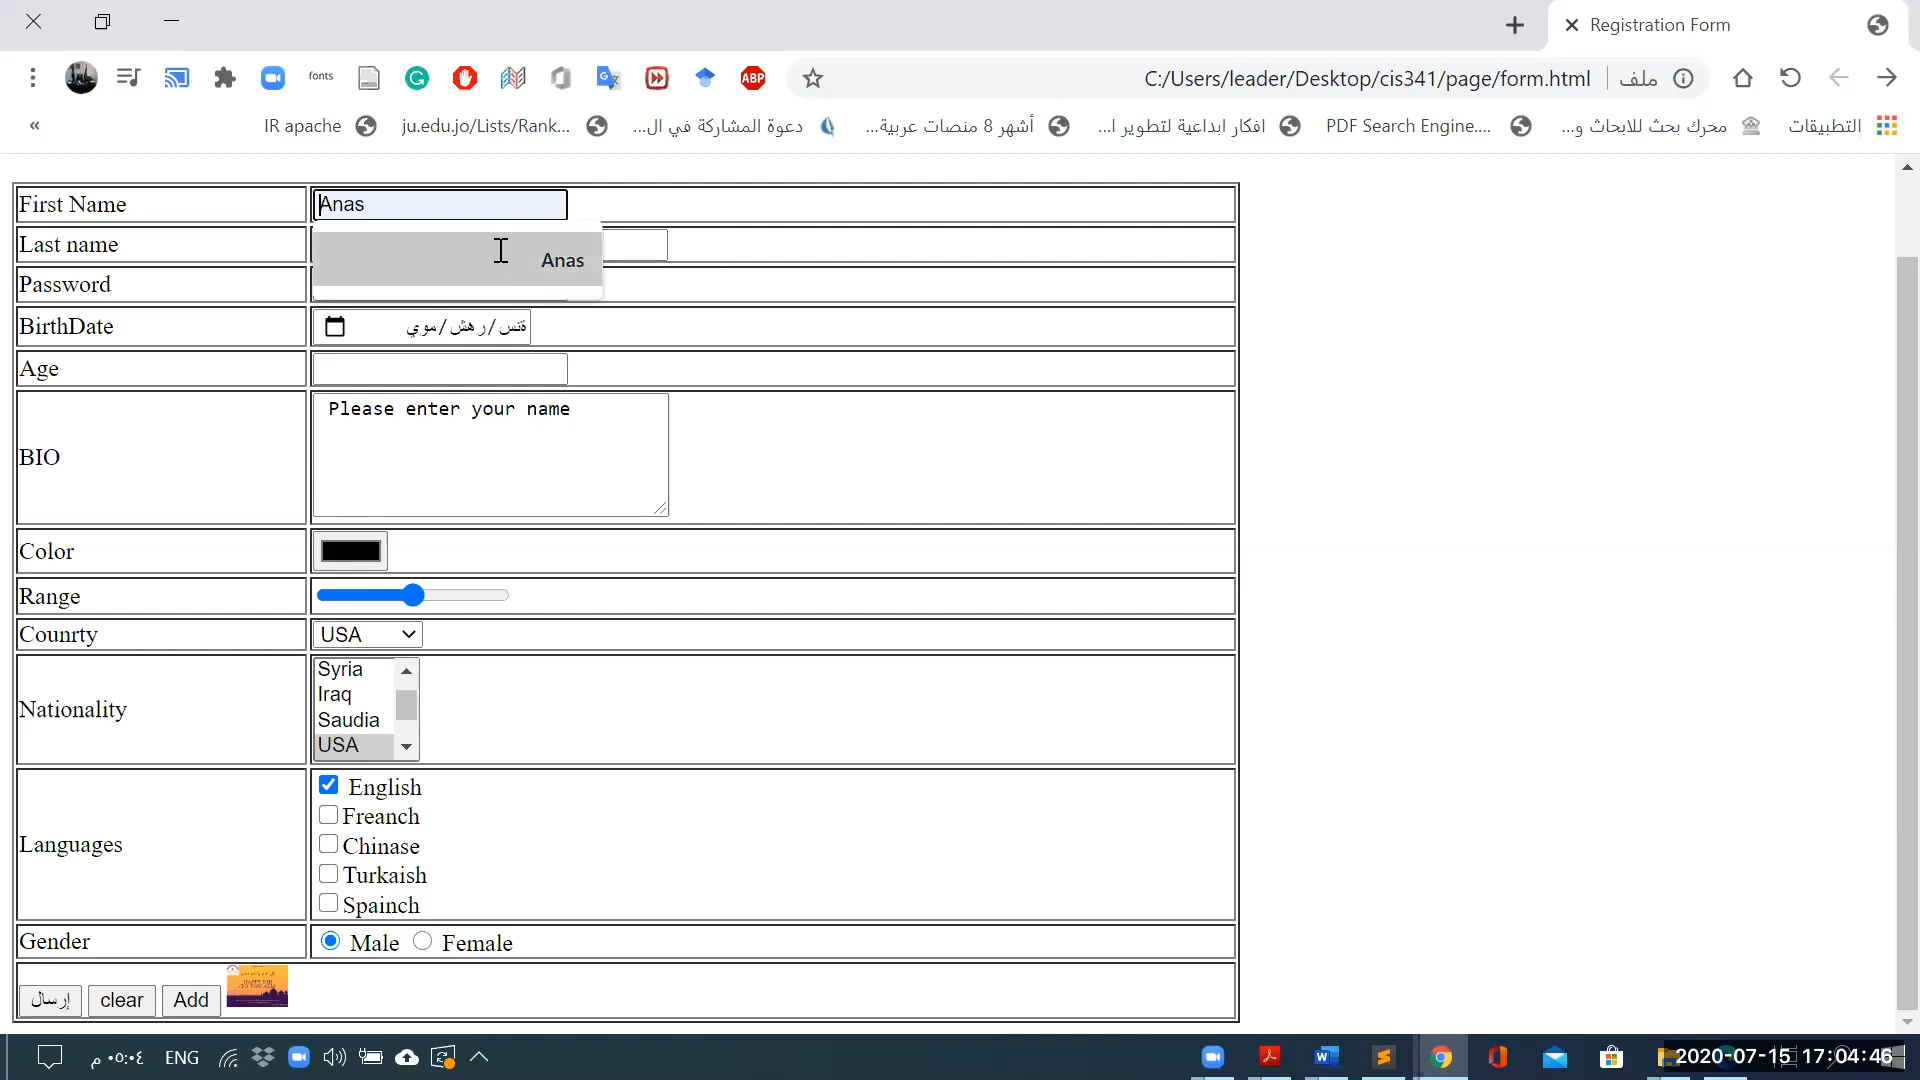 Registration Form
fonts
ABP
C:/Users/leader/Desktop/cis341/page/form.html
ملف
IR apache
ju.edu.jo/Lists/Rank...
دعوة المشاركة في ال...
أشهر 8 منصات عربية...
افكار ابداعية لتطوير ا...
PDF Search Engine....
محرك بحث للابحاث و...
التطبيقات
«
First Name
Anas
Last name
Anas
Password
BirthDate
يوم/شهر/سنة
Age
BIO
Please enter your name
Color
Range
Counrty
USA
Nationality
Syria
Iraq
Saudia
USA
Languages
English
Freanch
Chinase
Turkaish
Spainch
Gender
Male
Female
إرسال
clear
Add
٠٥:٠٤ م
ENG
2020-07-15 17:04:46